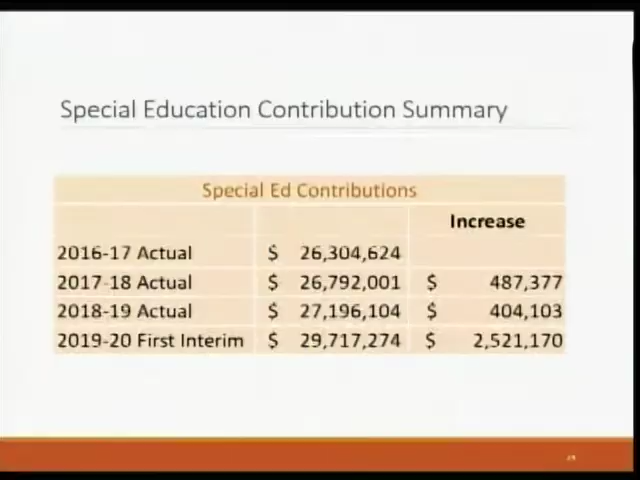 Special Education Contribution Summary
Special Ed Contributions
Increase
2016-17 Actual $ 26,304,624
2017-18 Actual $ 26,792,001 $ 487,377
2018-19 Actual $ 27,196,104 $ 404,103
2019-20 First Interim $ 29,717,274 $ 2,521,170